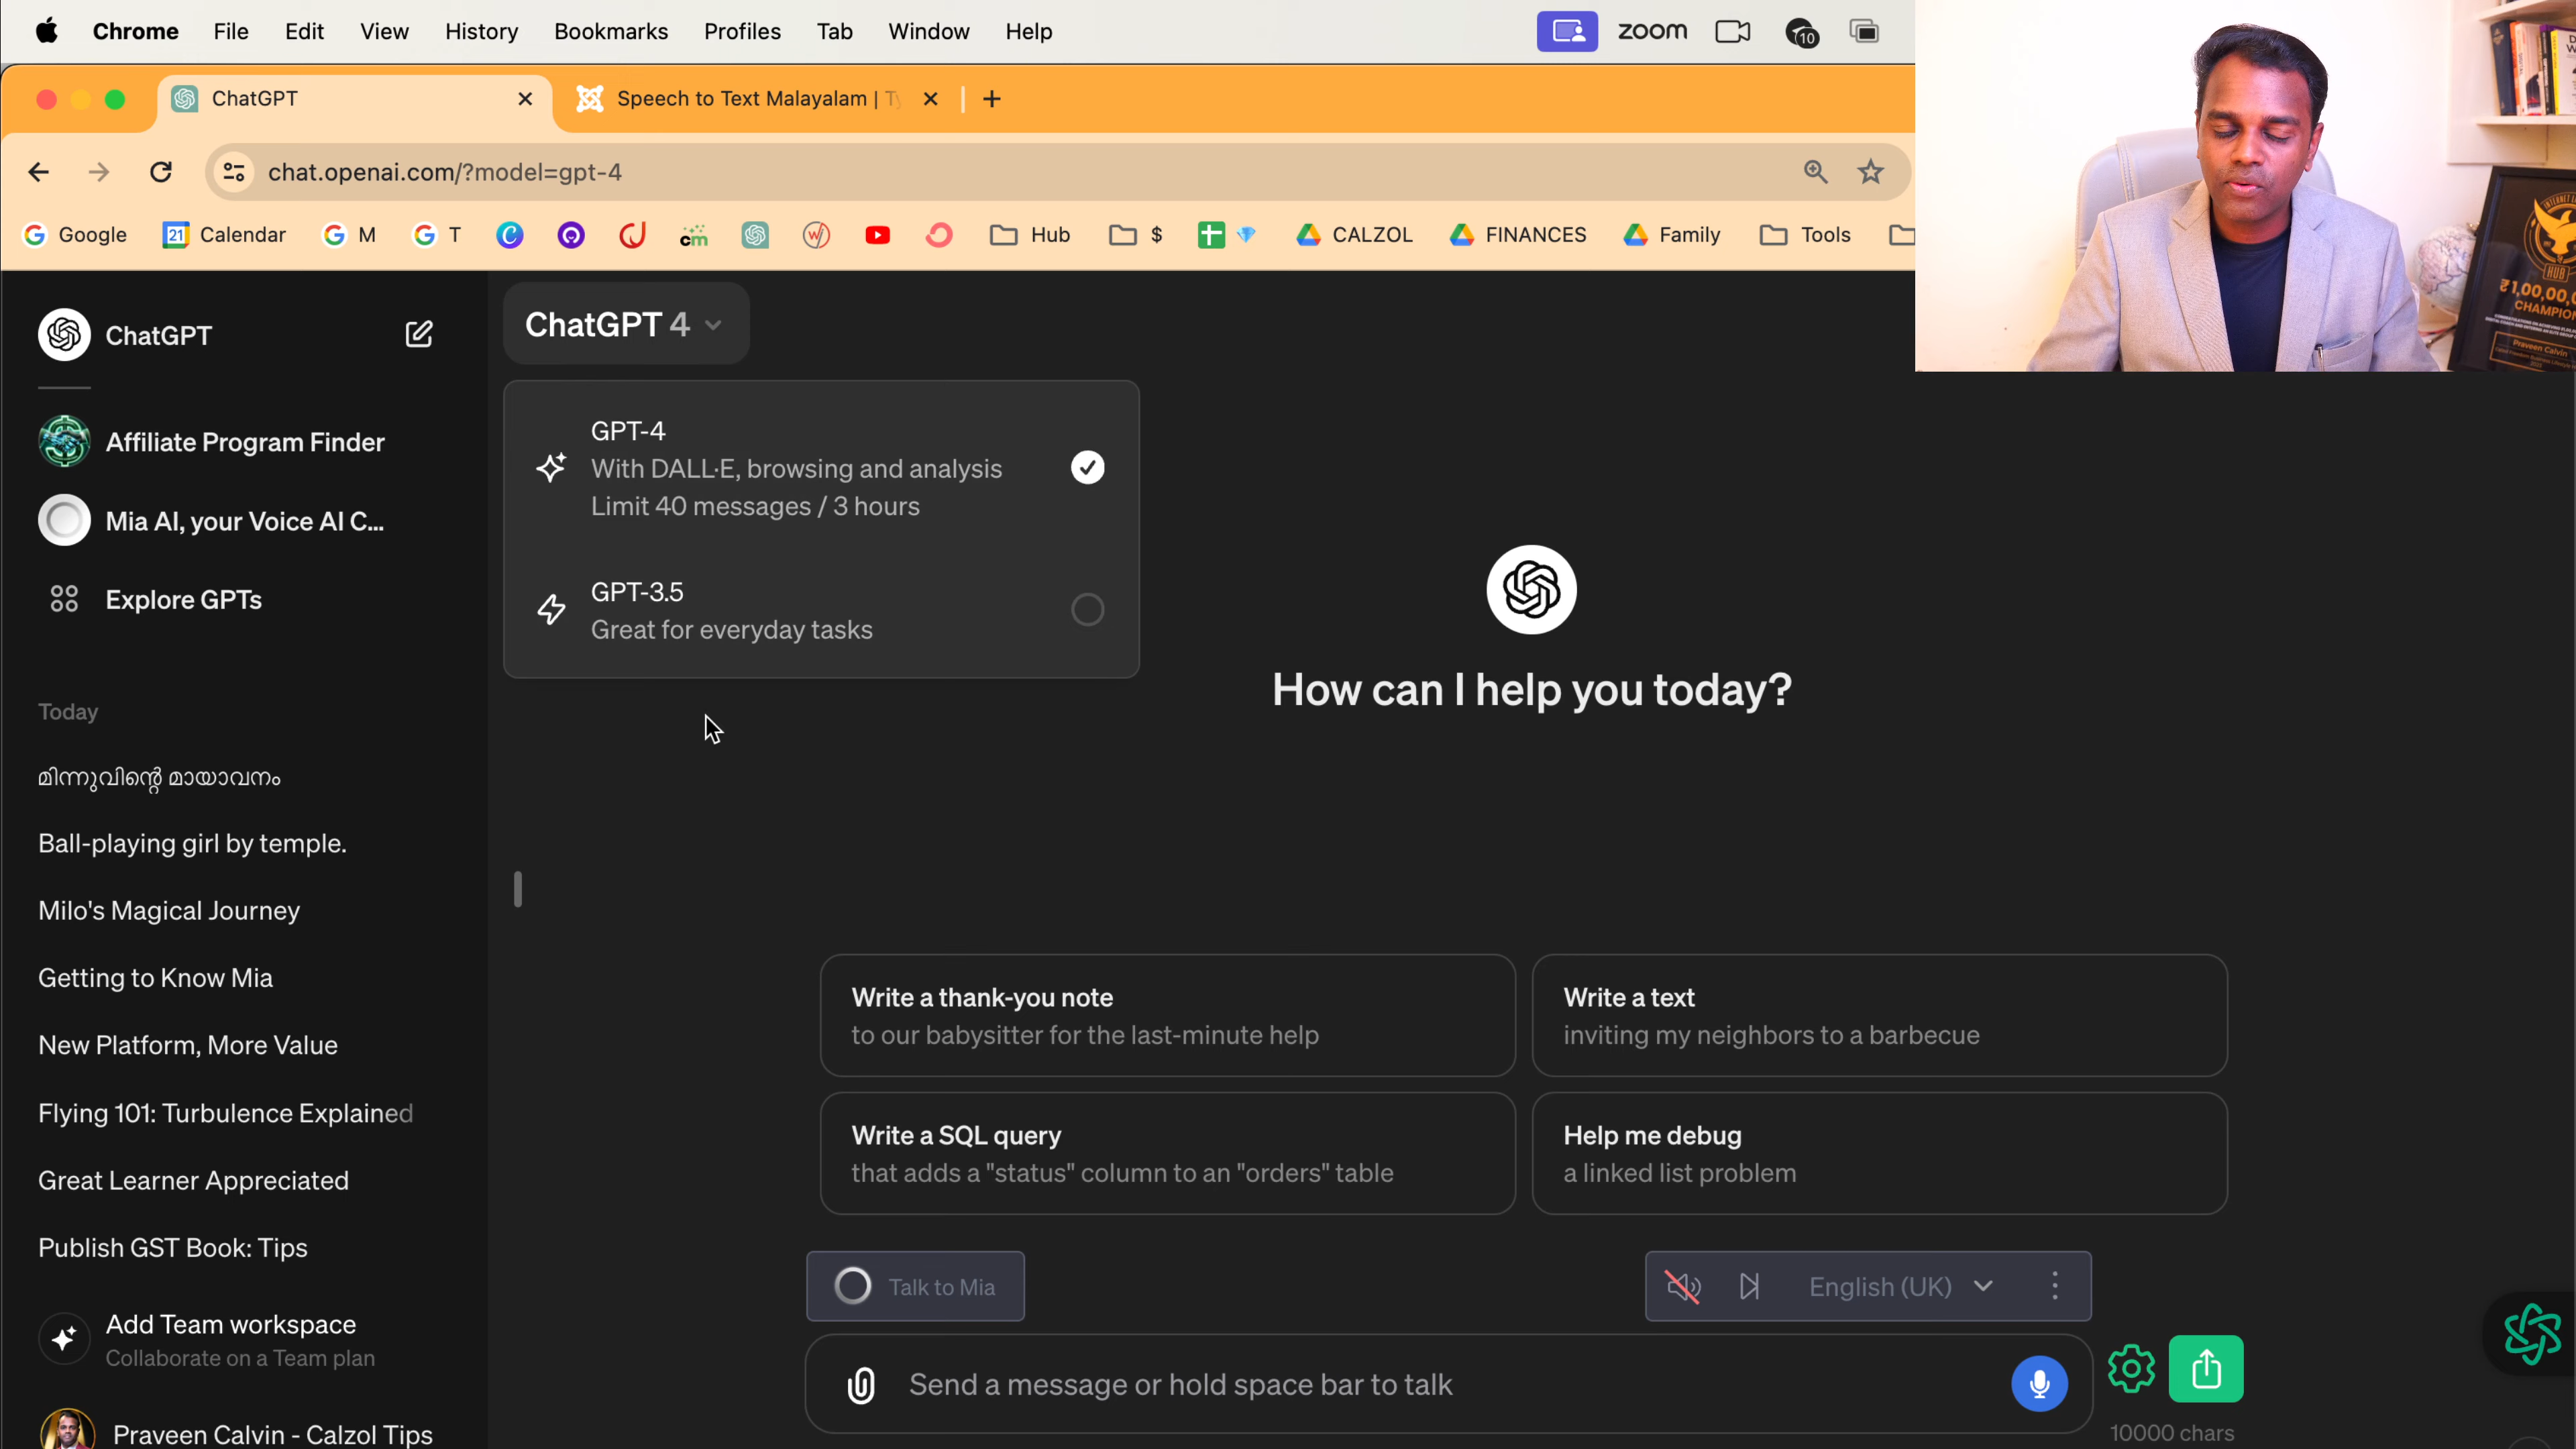 Chrome File Edit View History Bookmarks Profiles Tab Window Help
zoom
10
ChatGPT
Speech to Text Malayalam |
chat.openai.com/?model=gpt-4
Google
21 Calendar
M
T
Hub
$
CALZOL
FINANCES
Family
Tools
HUB
CHAMPION
Praveen Calvin
ChatGPT
Affiliate Program Finder
Mia AI, your Voice AI C...
Explore GPTs
Today
മിന്നുവിന്റെ മായാവനം
Ball-playing girl by temple.
Milo's Magical Journey
Getting to Know Mia
New Platform, More Value
Flying 101: Turbulence Explained
Great Learner Appreciated
Publish GST Book: Tips
Add Team workspace
Collaborate on a Team plan
Praveen Calvin - Calzol Tips
ChatGPT 4
GPT-4
With DALL·E, browsing and analysis
Limit 40 messages / 3 hours
GPT-3.5
Great for everyday tasks
How can I help you today?
Write a thank-you note
to our babysitter for the last-minute help
Write a text
inviting my neighbors to a barbecue
Write a SQL query
that adds a "status" column to an "orders" table
Help me debug
a linked list problem
Talk to Mia
English (UK)
Send a message or hold space bar to talk
10000 chars